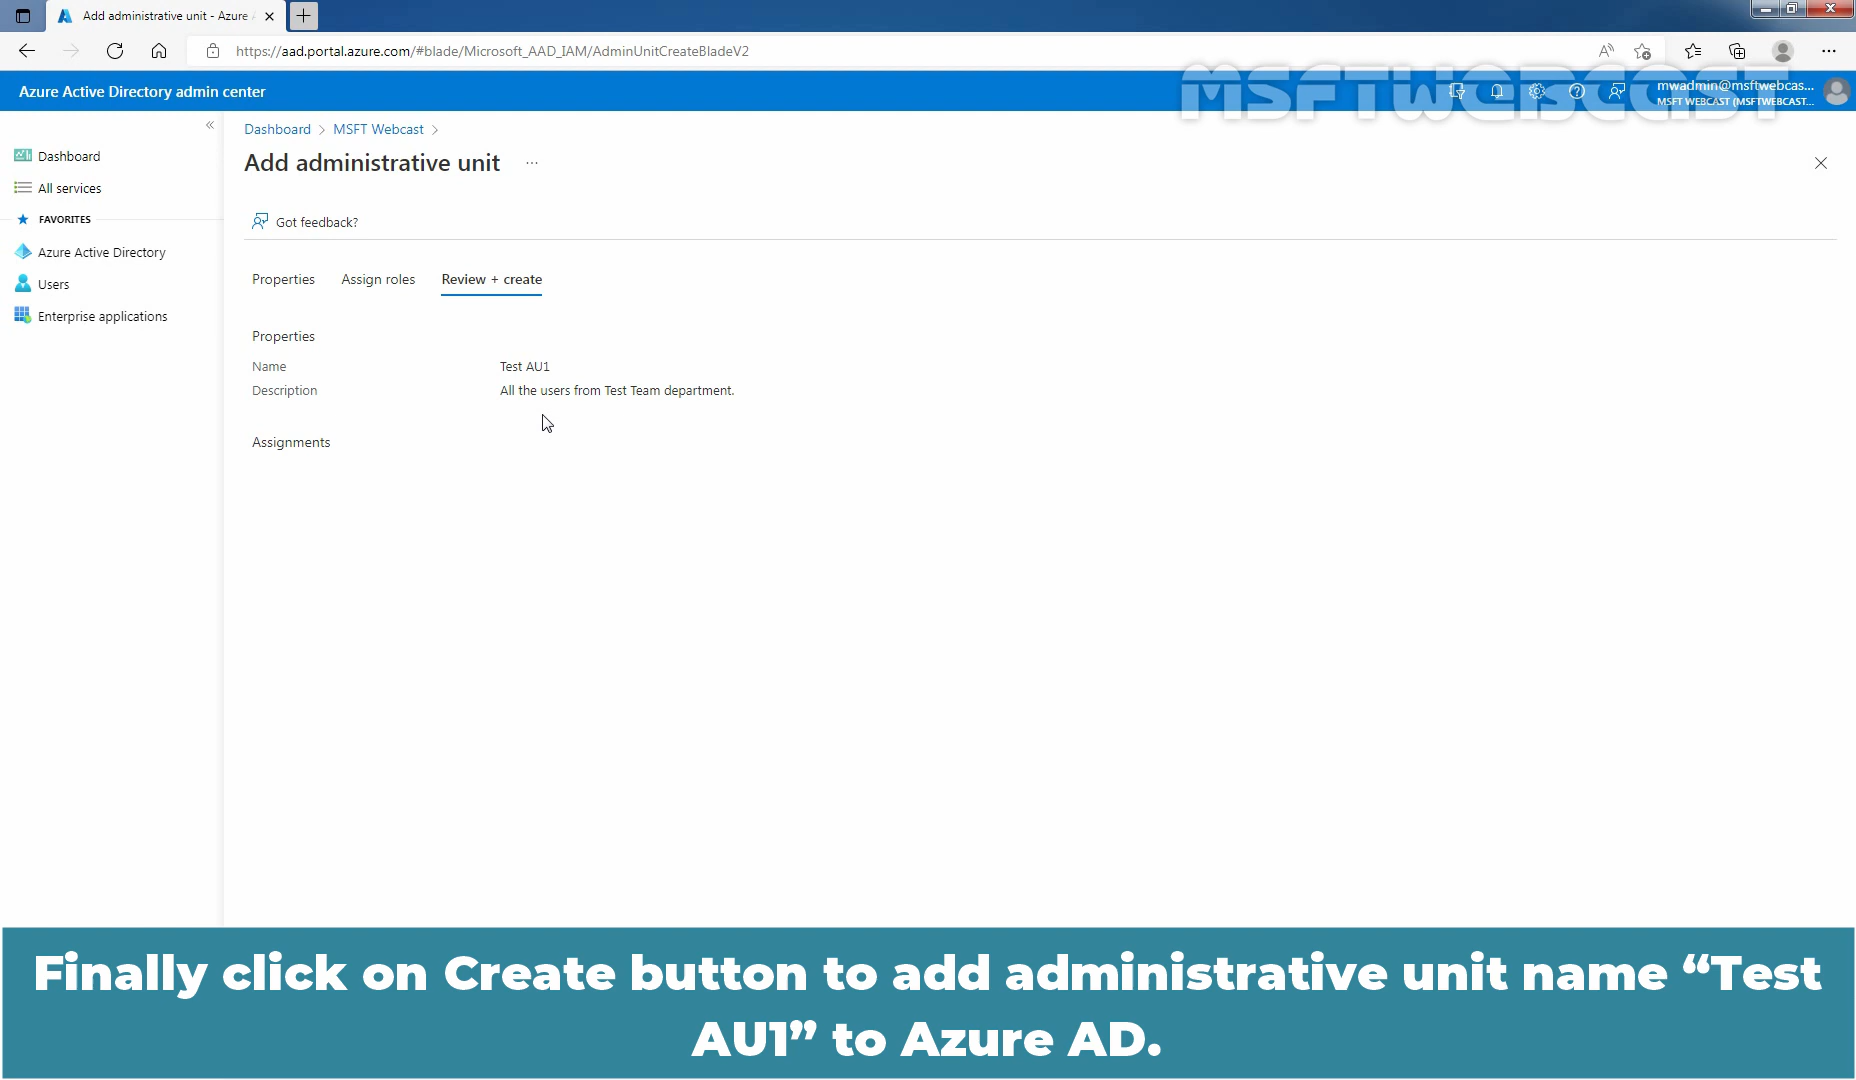 Add administrative unit - Azure A
https://aad.portal.azure.com/#blade/Microsoft_AAD_IAM/AdminUnitCreateBladeV2
MSFTWEBCAST
Azure Active Directory admin center
mwadmin@msftwebcas...
MSFT WEBCAST (MSFTWEBCAST....
Dashboard > MSFT Webcast >
Add administrative unit ...
Dashboard
All services
FAVORITES
Azure Active Directory
Users
Enterprise applications
Got feedback?
Properties Assign roles Review + create
Properties
Name Test AU1
Description All the users from Test Team department.
Assignments
Finally click on Create button to add administrative unit name “Test
AU1” to Azure AD.